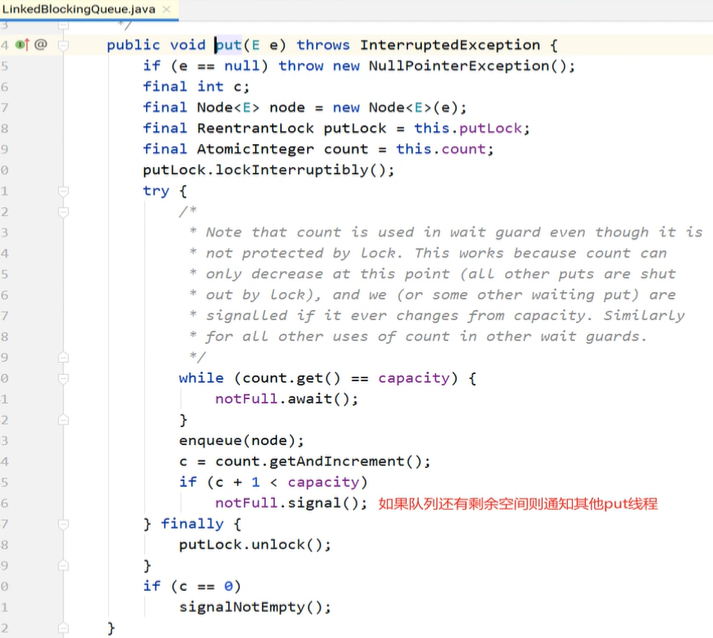 LinkedBlockingQueue.java ×
3 */
4 @ public void put(E e) throws InterruptedException {
5 if (e == null) throw new NullPointerException();
6 final int c;
7 final Node<E> node = new Node<E>(e);
8 final ReentrantLock putLock = this.putLock;
9 final AtomicInteger count = this.count;
0 putLock.lockInterruptibly();
1 try {
2 /*
3 * Note that count is used in wait guard even though it is
4 * not protected by lock. This works because count can
5 * only decrease at this point (all other puts are shut
6 * out by lock), and we (or some other waiting put) are
7 * signalled if it ever changes from capacity. Similarly
8 * for all other uses of count in other wait guards.
9 */
0 while (count.get() == capacity) {
1 notFull.await();
2 }
3 enqueue(node);
4 c = count.getAndIncrement();
5 if (c + 1 < capacity)
6 notFull.signal(); 如果队列还有剩余空间则通知其他put线程
7 } finally {
8 putLock.unlock();
9 }
0 if (c == 0)
1 signalNotEmpty();
2 }